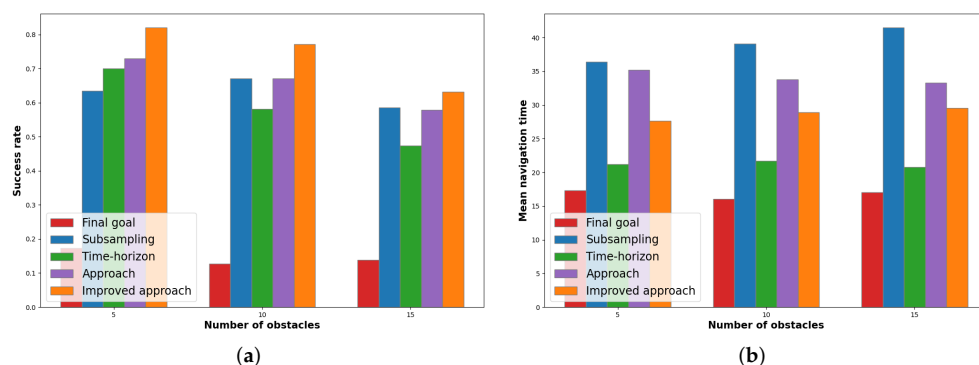 0.8
0.7
0.6
0.5
0.4
0.3
0.2
0.1
0.0
Success rate
Final goal
Subsampling
Time-horizon
Approach
Improved approach
5
10
15
Number of obstacles
(a)
40
35
30
25
20
15
10
5
0
Mean navigation time
Final goal
Subsampling
Time-horizon
Approach
Improved approach
5
10
15
Number of obstacles
(b)